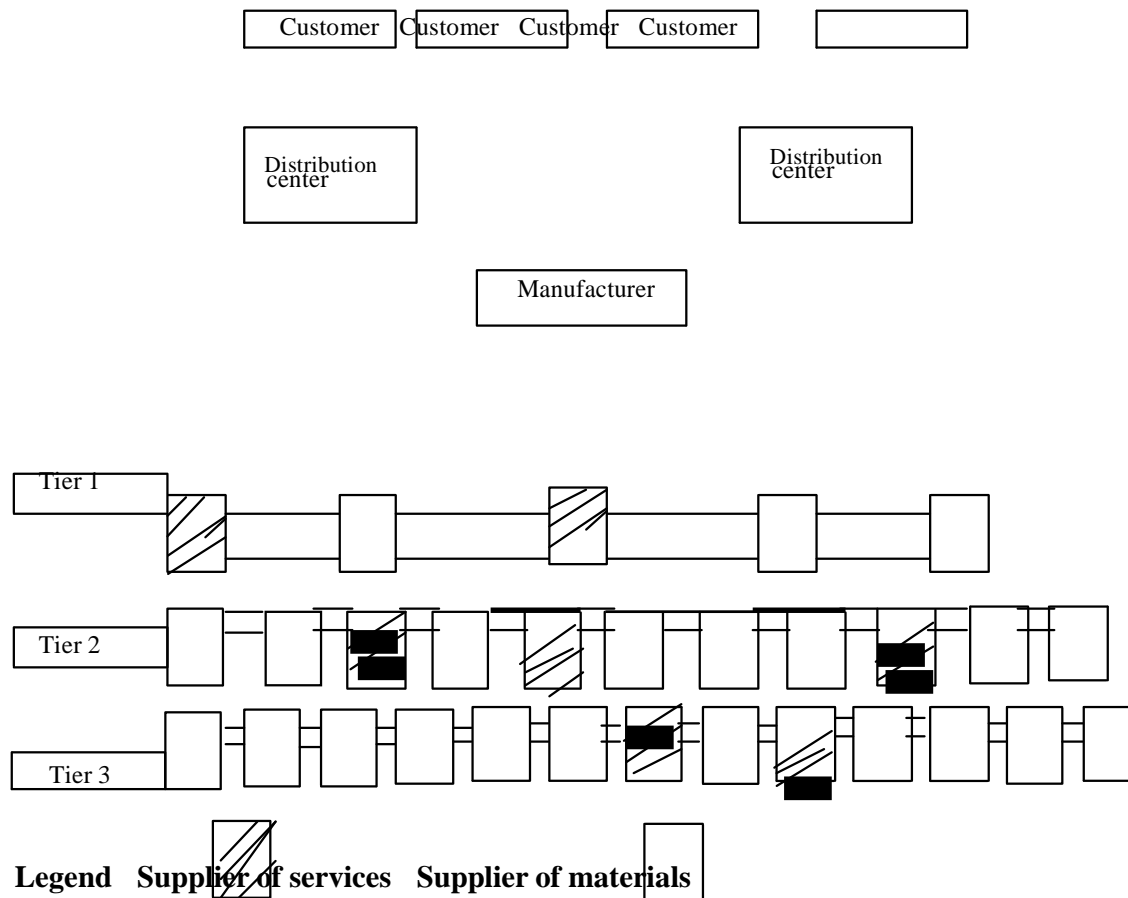 Customer Customer Customer Customer
Distribution
center
Distribution
center
Manufacturer
Tier 1
Tier 2
Tier 3
Legend Supplier of services Supplier of materials